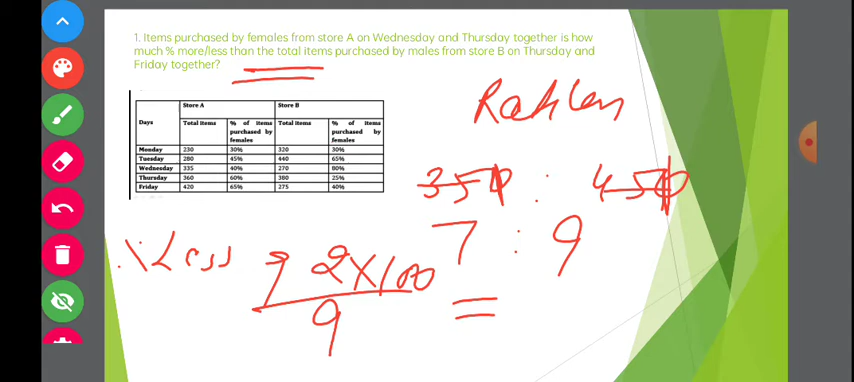 1. Items purchased by females from store A on Wednesday and Thursday together is how
much % more/less than the total items purchased by males from store B on Thursday and
Friday together?
Days Store A Store B
Total Items % of items purchased by females Total Items % of items purchased by females
Monday 230 30% 320 30%
Tuesday 280 45% 440 65%
Wednesday 335 40% 270 80%
Thursday 360 60% 380 25%
Friday 420 65% 275 40%
350 : 450
7 : 9
% Less
2 x 100
9